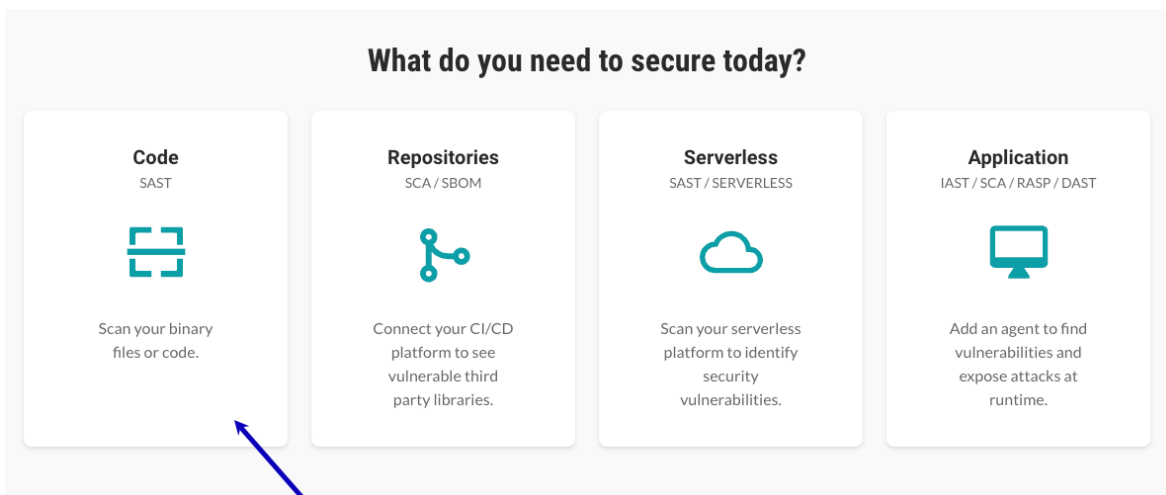 What do you need to secure today?
Code
SAST
Scan your binary
files or code.
Repositories
SCA / SBOM
Connect your CI/CD
platform to see
vulnerable third
party libraries.
Serverless
SAST / SERVERLESS
Scan your serverless
platform to identify
security
vulnerabilities.
Application
IAST / SCA / RASP / DAST
Add an agent to find
vulnerabilities and
expose attacks at
runtime.